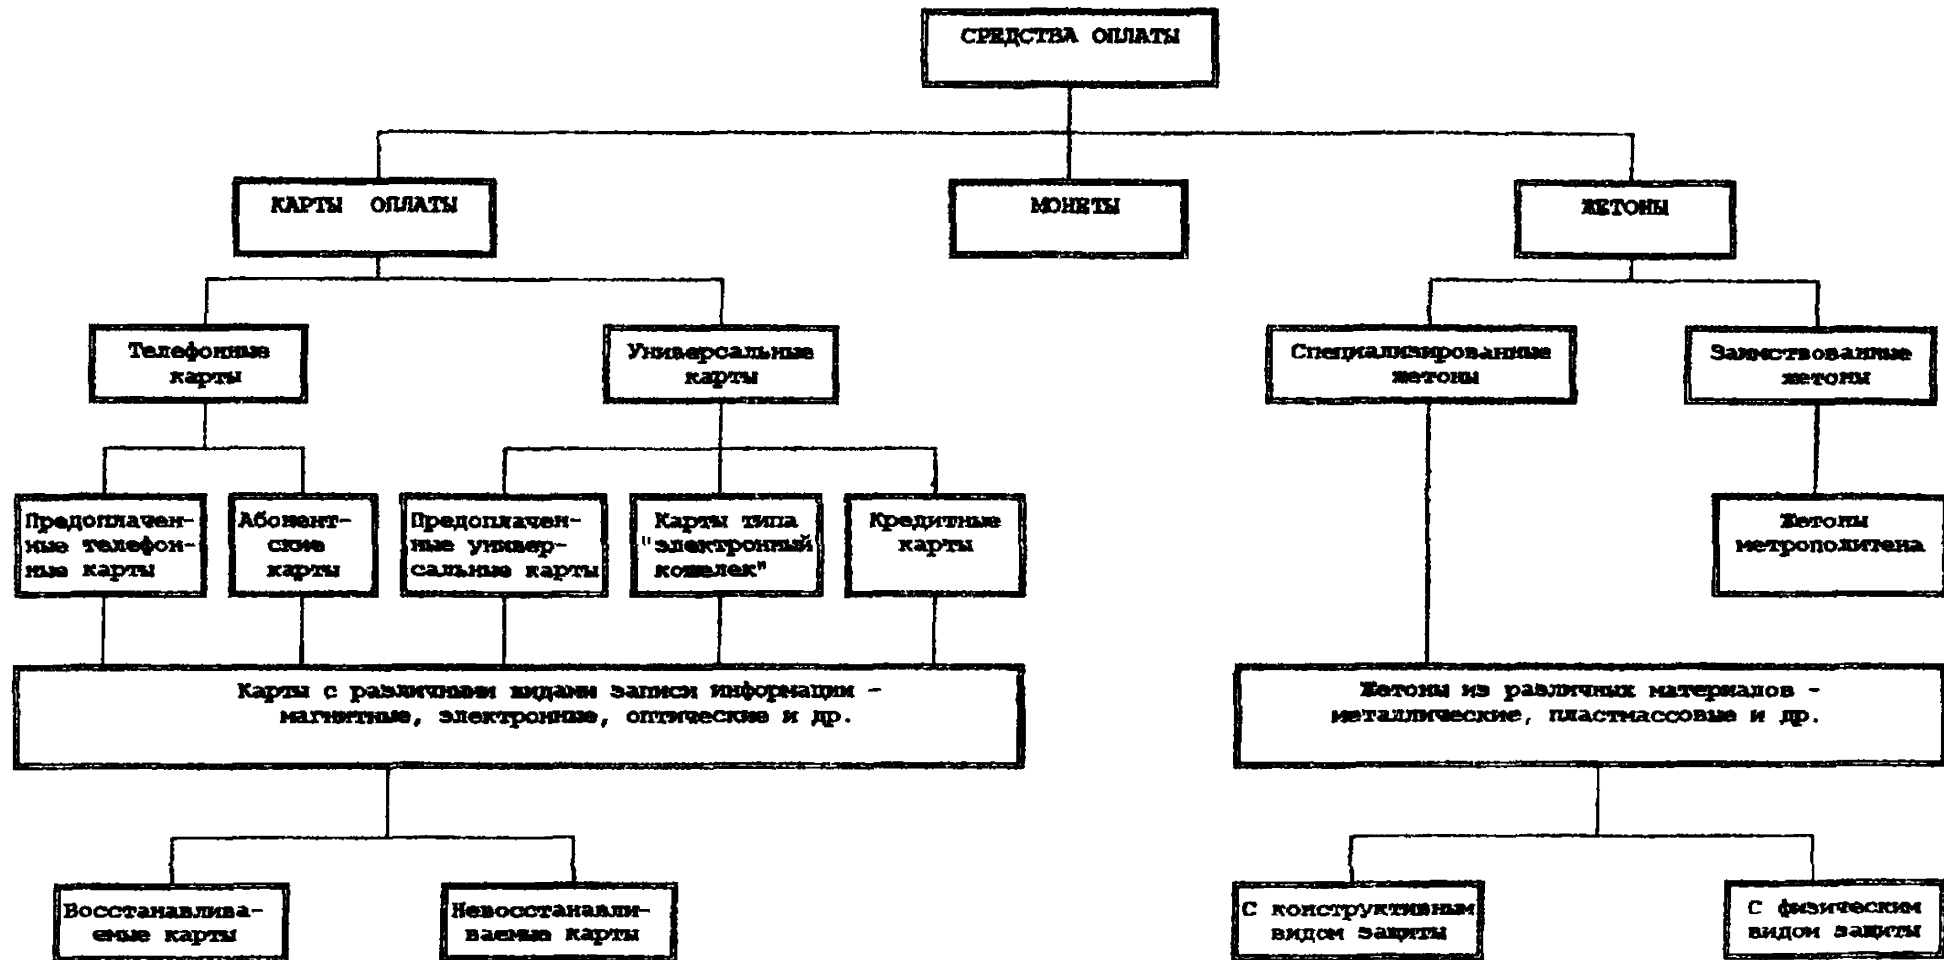 СРЕДСТВА ОПЛАТЫ
КАРТЫ ОПЛАТЫ
МОНЕТЫ
ЖЕТОНЫ
Телефонные
карты
Универсальные
карты
Специализированные
жетоны
Заимствованные
жетоны
Предоплачен-
ные телефон-
ные карты
Абонент-
ские
карты
Предоплачен-
ные универ-
сальные карты
Карты типа
"электронный
кошелек"
Кредитные
карты
Жетоны
метрополитена
Карты с различными видами записи информации -
магнитные, электронные, оптические и др.
Жетоны из различных материалов -
металлические, пластмассовые и др.
Восстанавлива-
емые карты
Невосстанавли-
ваемые карты
С конструктивным
видом защиты
С физическим
видом защиты